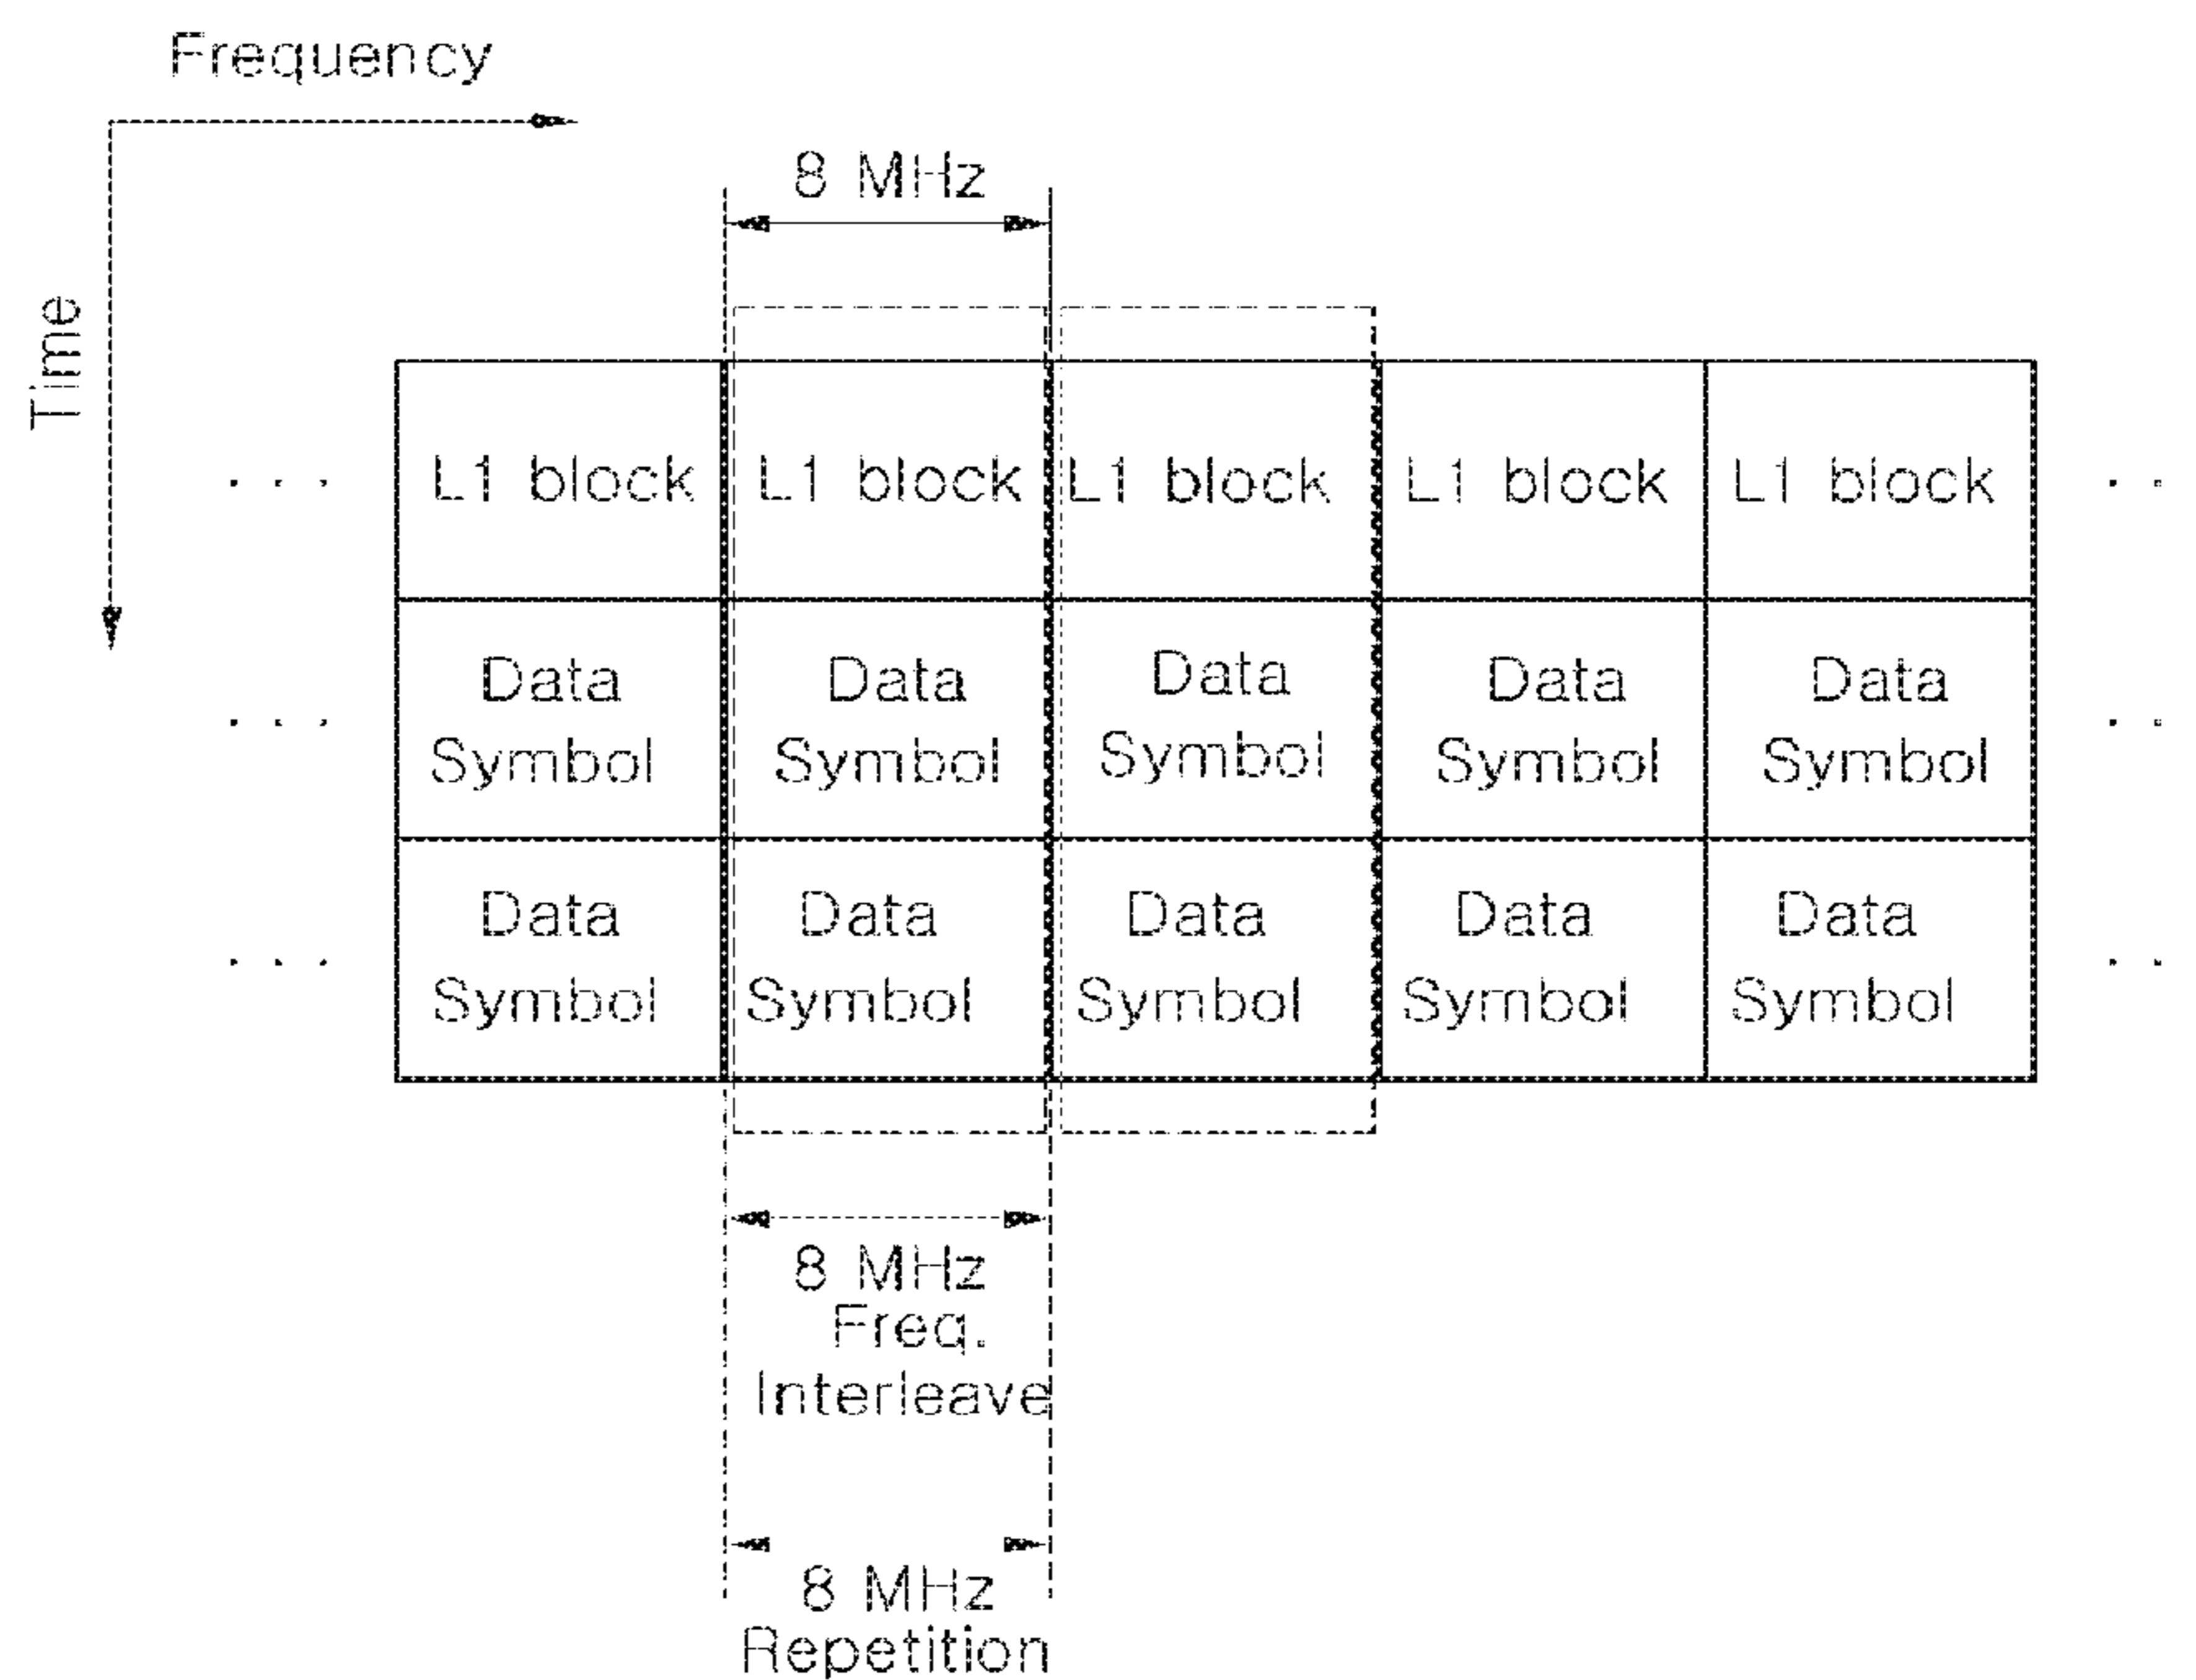 Frequency
8 MHz
Time
. . . L1 block L1 block L1 block L1 block L1 block . .
. . . Data Data Data Data Data . .
Symbol Symbol Symbol Symbol Symbol
. . . Data Data Data Data Data . .
Symbol Symbol Symbol Symbol Symbol
8 MHz
Freq.
Interleave
8 MHz
Repetition